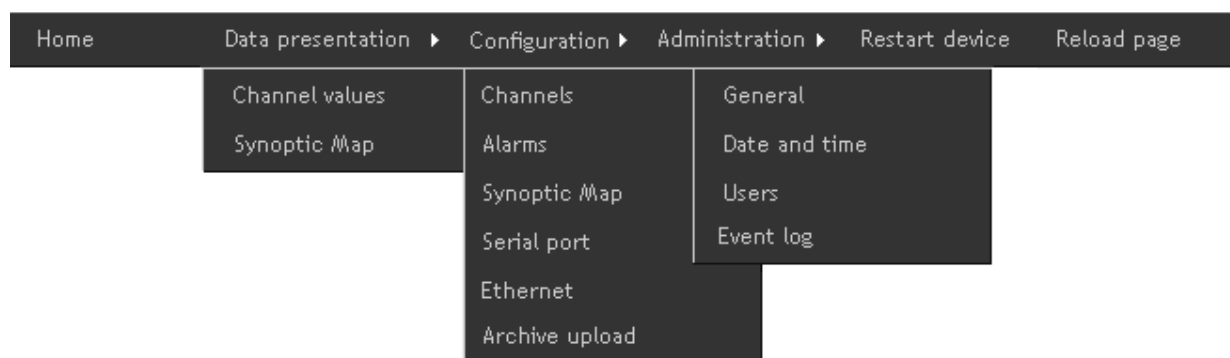 Home Data presentation Configuration Administration Restart device Reload page
Channel values
Synoptic Map
Channels
Alarms
Synoptic Map
Serial port
Ethernet
Archive upload
General
Date and time
Users
Event log